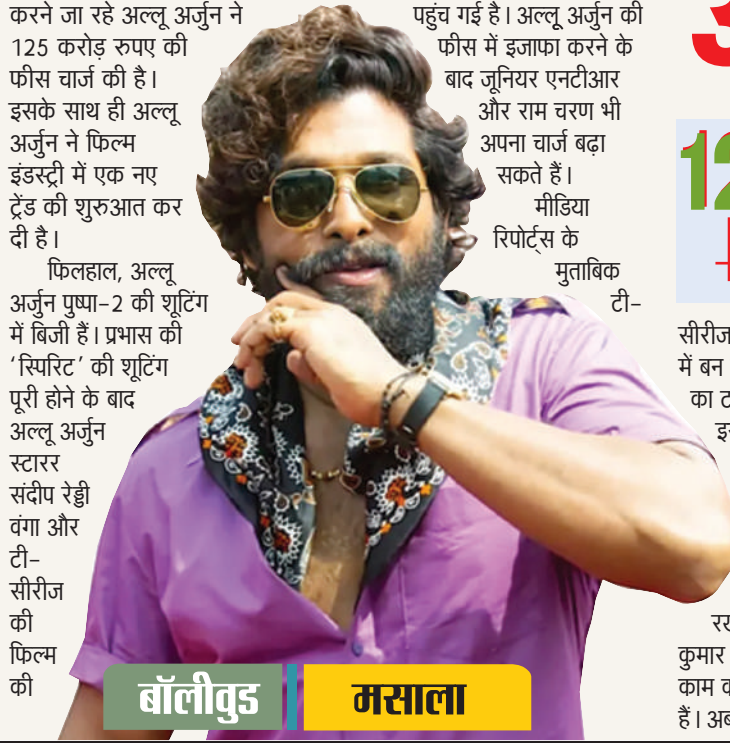 करने जा रहे अल्लू अर्जुन ने
125 करोड़ रुपए की
फीस चार्ज की है।
इसके साथ ही अल्लू
अर्जुन ने फिल्म
इंडस्ट्री में एक नए
ट्रेंड की शुरुआत कर
दी है।
फिलहाल, अल्लू
अर्जुन पुष्पा-2 की शूटिंग
में बिजी हैं। प्रभास की
‘स्पिरिट’ की शूटिंग
पूरी होने के बाद
अल्लू अर्जुन
स्टारर
संदीप रेड्डी
वंगा और
टी-
सीरीज
की
फिल्म
की
पहुंच गई है। अल्लू अर्जुन की
फीस में इजाफा करने के
बाद जूनियर एनटीआर
और राम चरण भी
अपना चार्ज बढ़ा
सकते हैं।
मीडिया
रिपोर्ट्स के
मुताबिक
टी-
सीरीज
में बन
का
कुमार
काम
हैं।
बॉलीवुड मसाला